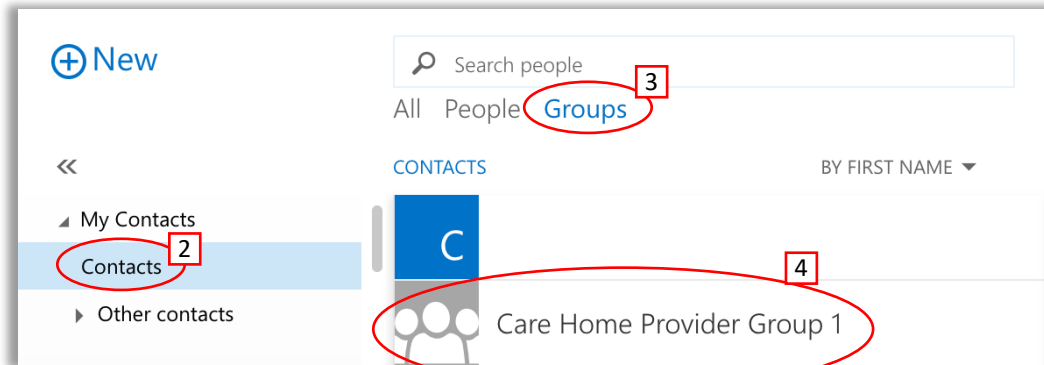 New
Search people
3
All People Groups
CONTACTS
BY FIRST NAME
My Contacts
2
Contacts
Other contacts
C
4
Care Home Provider Group 1